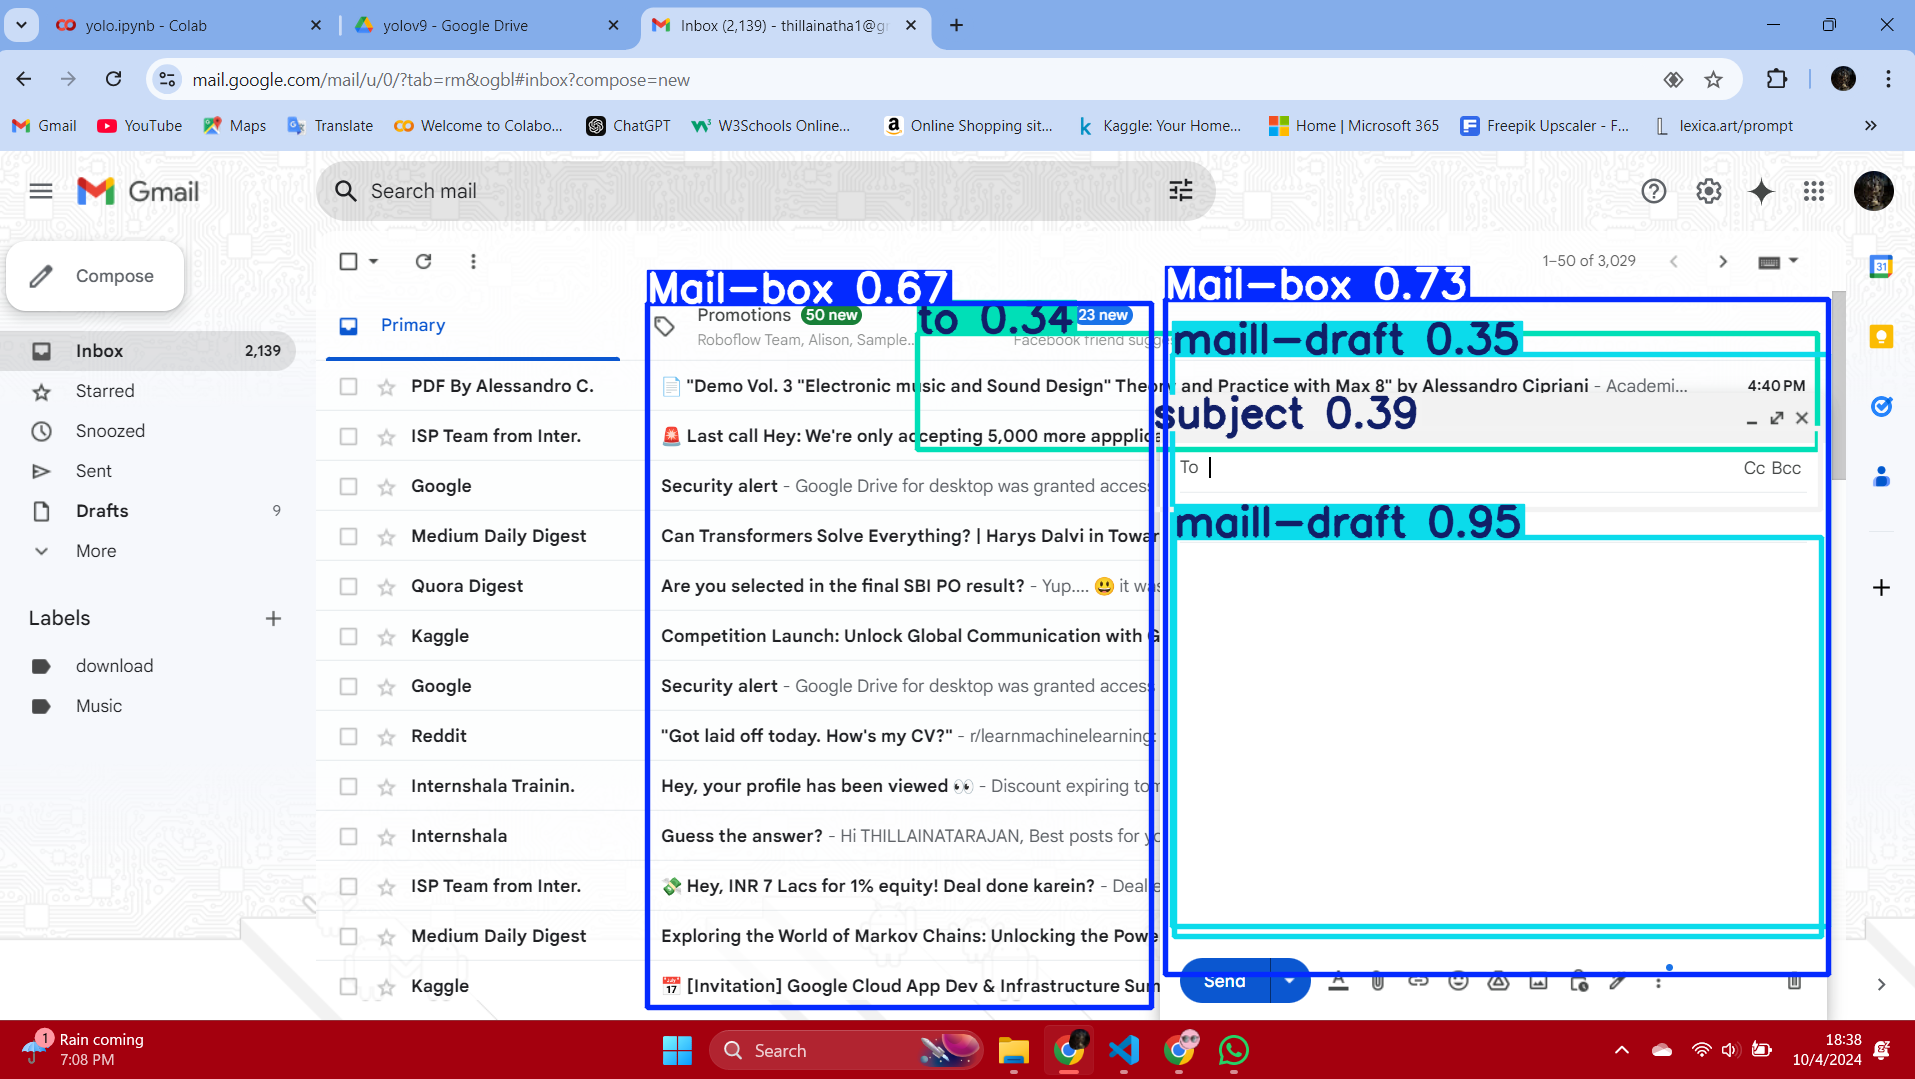 yolo.ipynb - Colab
yolov9 - Google Drive
Inbox (2,139) - thillainatha1@gr
mail.google.com/mail/u/0/?tab=rm&ogbl#inbox?compose=new
Gmail
YouTube
Maps
Translate
Welcome to Colabo...
ChatGPT
W3Schools Online...
Online Shopping sit...
Kaggle: Your Home...
Home | Microsoft 365
Freepik Upscaler - F...
lexica.art/prompt
Gmail
Search mail
Compose
1–50 of 3,029
31
Mail-box 0.67
Mail-box 0.73
Primary
Promotions 50 new
to 0.34
23 new
Roboflow Team, Alison, Sample...
Facebook friend sugge
maill-draft 0.35
Inbox 2,139
Starred
Snoozed
Sent
Drafts 9
More
Labels
download
Music
PDF By Alessandro C.
"Demo Vol. 3 "Electronic music and Sound Design" Theory and Practice with Max 8" by Alessandro Cipriani - Academi... 4:40 PM
subject 0.39
ISP Team from Inter.
Last call Hey: We're only accepting 5,000 more appplica
To
Cc Bcc
Google
Security alert - Google Drive for desktop was granted access
maill-draft 0.95
Medium Daily Digest
Can Transformers Solve Everything? | Harys Dalvi in Towar
Quora Digest
Are you selected in the final SBI PO result? - Yup.... 😃 it was
Kaggle
Competition Launch: Unlock Global Communication with G
Google
Security alert - Google Drive for desktop was granted access
Reddit
"Got laid off today. How's my CV?" - r/learnmachinelearning:
Internshala Trainin.
Hey, your profile has been viewed 👀 - Discount expiring tom
Internshala
Guess the answer? - Hi THILLAINATARAJAN, Best posts for yo
ISP Team from Inter.
Hey, INR 7 Lacs for 1% equity! Deal done karein? - Deal e
Medium Daily Digest
Exploring the World of Markov Chains: Unlocking the Powe
Kaggle
[Invitation] Google Cloud App Dev & Infrastructure Sum
Send
1
Rain coming
7:08 PM
Search
18:38
10/4/2024